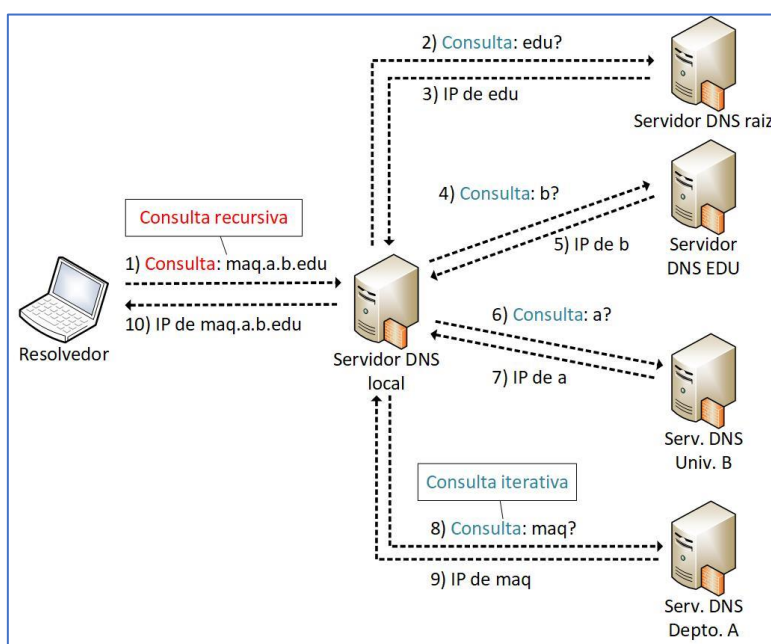 2) Consulta: edu?
3) IP de edu
Servidor DNS raiz
4) Consulta: b?
5) IP de b
Servidor
DNS EDU
Consulta recursiva
1) Consulta: maq.a.b.edu
10) IP de maq.a.b.edu
Resolvedor
Servidor DNS
local
6) Consulta: a?
7) IP de a
Serv. DNS
Univ. B
Consulta iterativa
8) Consulta: maq?
9) IP de maq
Serv. DNS
Depto. A